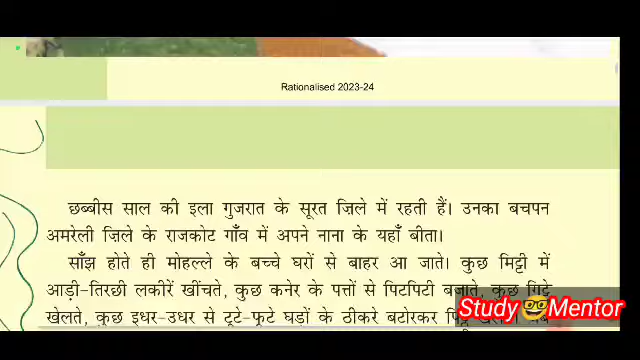 Rationalised 2023-24
छब्बीस साल की इला गुजरात के सूरत ज़िले में रहती हैं। उनका बचपन
अमरेली ज़िले के राजकोट गाँव में अपने नाना के यहाँ बीता।
साँझ होते ही मोहल्ले के बच्चे घरों से बाहर आ जाते। कुछ मिट्टी में
आड़ी-तिरछी लकीरें खींचते, कुछ कनेर के पत्तों से पिटपिटी बजाते, कुछ गिट्टे
खेलते, कुछ इधर-उधर से टूटे-फूटे घड़ों के ठीकरे बटोरकर
Study Mentor